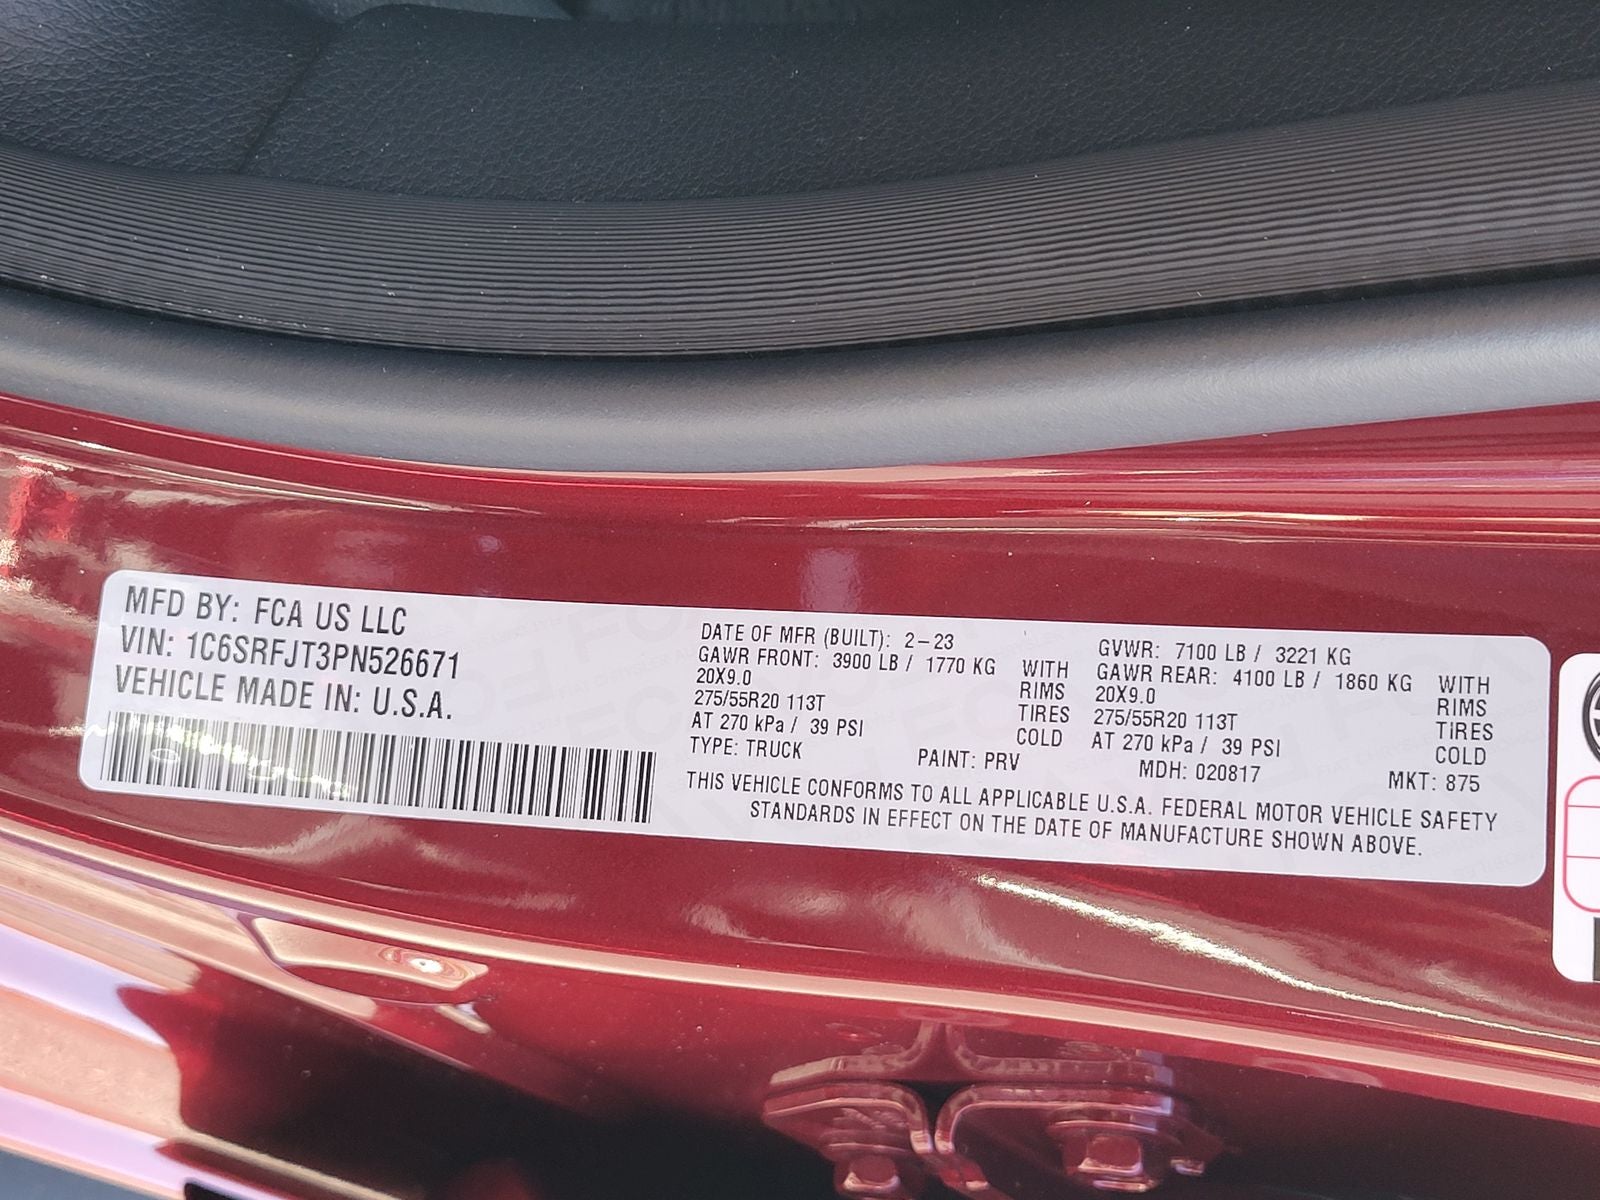 MFD BY: FCA US LLC
VIN: 1C6SRFJT3PN526671
VEHICLE MADE IN: U.S.A.
DATE OF MFR (BUILT): 2-23
GAWR FRONT: 3900 LB / 1770 KG WITH
20X9.0 RIMS
275/55R20 113T TIRES
AT 270 kPa / 39 PSI COLD
GVWR: 7100 LB / 3221 KG
GAWR REAR: 4100 LB / 1860 KG WITH
20X9.0 RIMS
275/55R20 113T TIRES
AT 270 kPa / 39 PSI COLD
TYPE: TRUCK PAINT: PRV MDH: 020817 MKT: 875
THIS VEHICLE CONFORMS TO ALL APPLICABLE U.S.A. FEDERAL MOTOR VEHICLE SAFETY
STANDARDS IN EFFECT ON THE DATE OF MANUFACTURE SHOWN ABOVE.